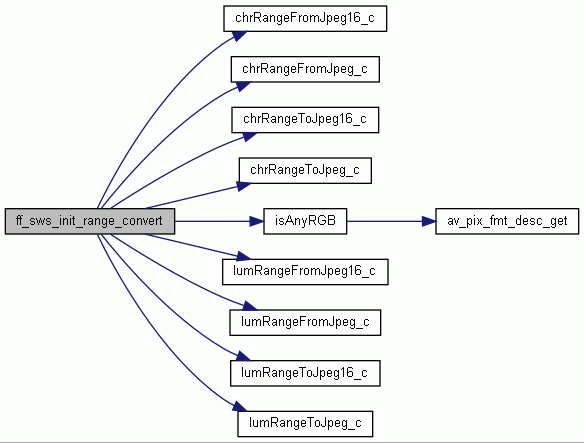 chrRangeFromJpeg16_c
chrRangeFromJpeg_c
chrRangeToJpeg16_c
chrRangeToJpeg_c
ff_sws_init_range_convert
isAnyRGB
av_pix_fmt_desc_get
lumRangeFromJpeg16_c
lumRangeFromJpeg_c
lumRangeToJpeg16_c
lumRangeToJpeg_c